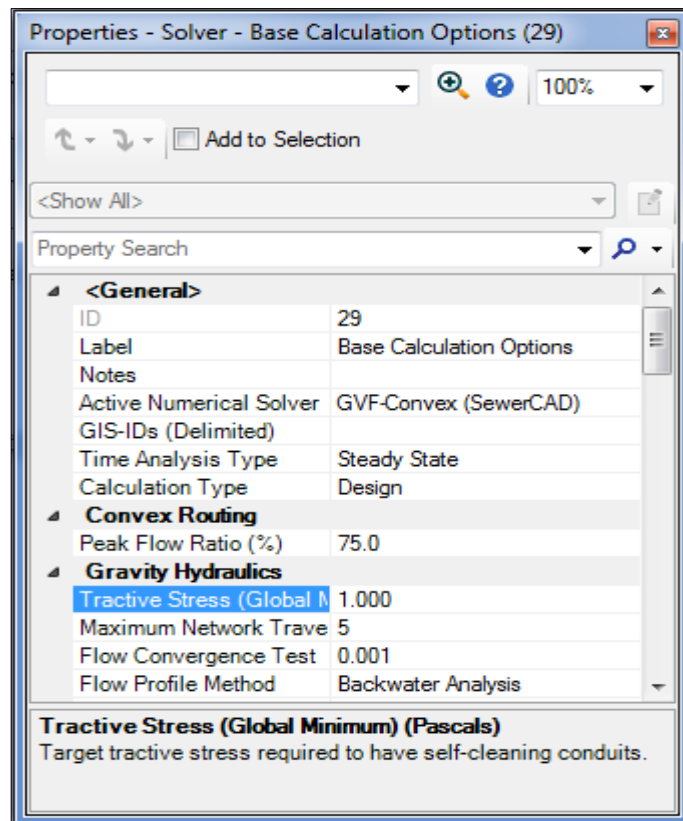 Properties - Solver - Base Calculation Options (29)
100%
Add to Selection
<Show All>
Property Search
<General>
ID 29
Label Base Calculation Options
Notes
Active Numerical Solver GVF-Convex (SewerCAD)
GIS-IDs (Delimited)
Time Analysis Type Steady State
Calculation Type Design
Convex Routing
Peak Flow Ratio (%) 75.0
Gravity Hydraulics
Tractive Stress (Global M 1.000
Maximum Network Trave 5
Flow Convergence Test 0.001
Flow Profile Method Backwater Analysis
Tractive Stress (Global Minimum) (Pascals)
Target tractive stress required to have self-cleaning conduits.